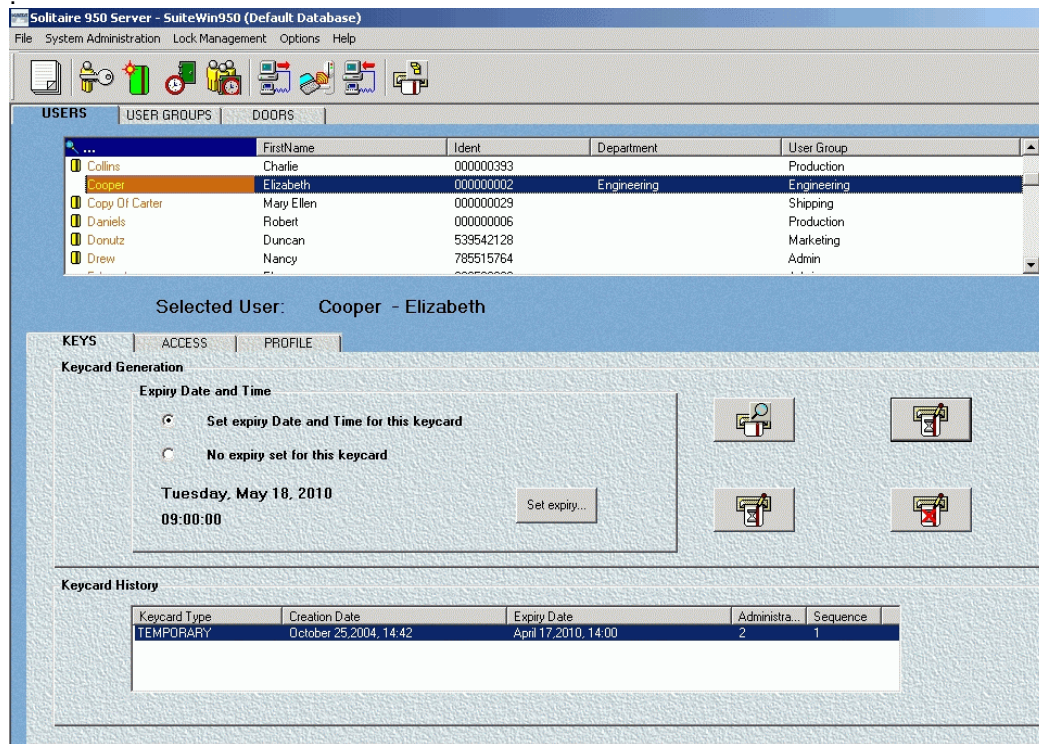 Solitaire 950 Server - SuiteWin950 (Default Database)
File System Administration Lock Management Options Help
USERS USER GROUPS DOORS
... FirstName Ident Department User Group
Collins Charlie 000000393 Production
Cooper Elizabeth 000000002 Engineering Engineering
Copy Of Carter Mary Ellen 000000029 Shipping
Daniels Robert 000000006 Production
Donutz Duncan 539542128 Marketing
Drew Nancy 785515764 Admin
Selected User: Cooper - Elizabeth
KEYS ACCESS PROFILE
Keycard Generation
Expiry Date and Time
Set expiry Date and Time for this keycard
No expiry set for this keycard
Tuesday, May 18, 2010
09:00:00
Set expiry...
Keycard History
Keycard Type Creation Date Expiry Date Administra... Sequence
TEMPORARY October 25,2004, 14:42 April 17,2010, 14:00 2 1